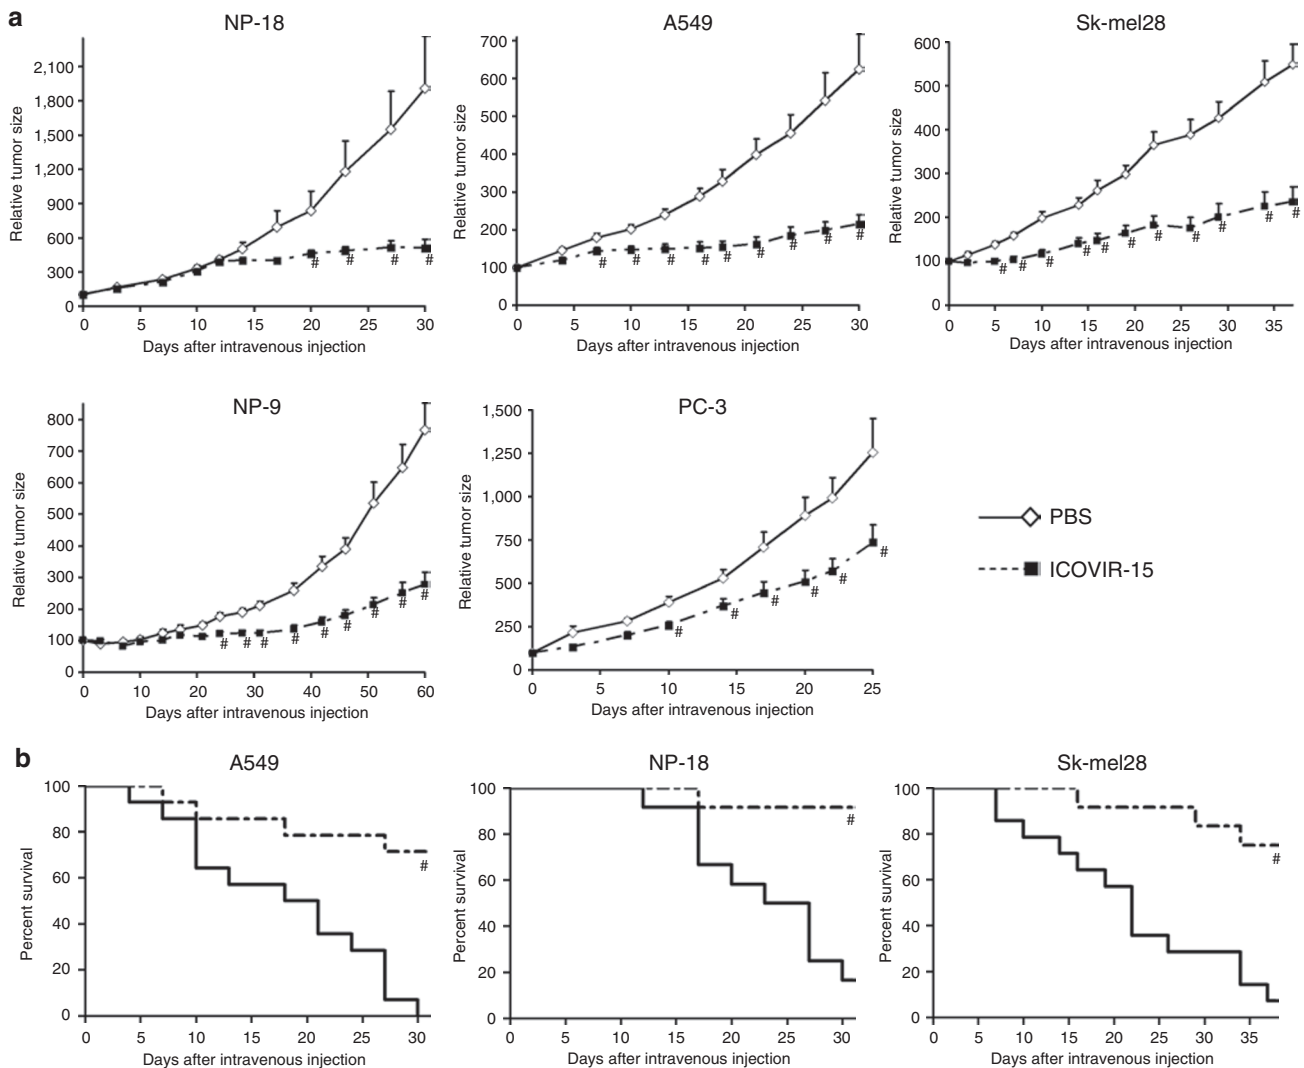 a
NP-18
Relative tumor size
2,100
1,800
1,500
1,200
900
600
300
0
# # # #
0 5 10 15 20 25 30
Days after intravenous injection
A549
Relative tumor size
700
600
500
400
300
200
100
0
# # # # # # # # #
0 5 10 15 20 25 30
Days after intravenous injection
Sk-mel28
Relative tumor size
600
500
400
300
200
100
0
# # # # # # # # # # #
0 5 10 15 20 25 30 35
Days after intravenous injection
NP-9
Relative tumor size
800
700
600
500
400
300
200
100
0
# # # # # # # # #
0 10 20 30 40 50 60
Days after intravenous injection
PC-3
Relative tumor size
1,500
1,250
1,000
750
500
250
0
# # # # # #
0 5 10 15 20 25
Days after intravenous injection
PBS
ICOVIR-15
b
A549
Percent survival
100
80
60
40
20
0
#
0 5 10 15 20 25 30
Days after intravenous injection
NP-18
Percent survival
100
80
60
40
20
0
#
0 5 10 15 20 25 30
Days after intravenous injection
Sk-mel28
Percent survival
100
80
60
40
20
0
#
0 5 10 15 20 25 30 35
Days after intravenous injection